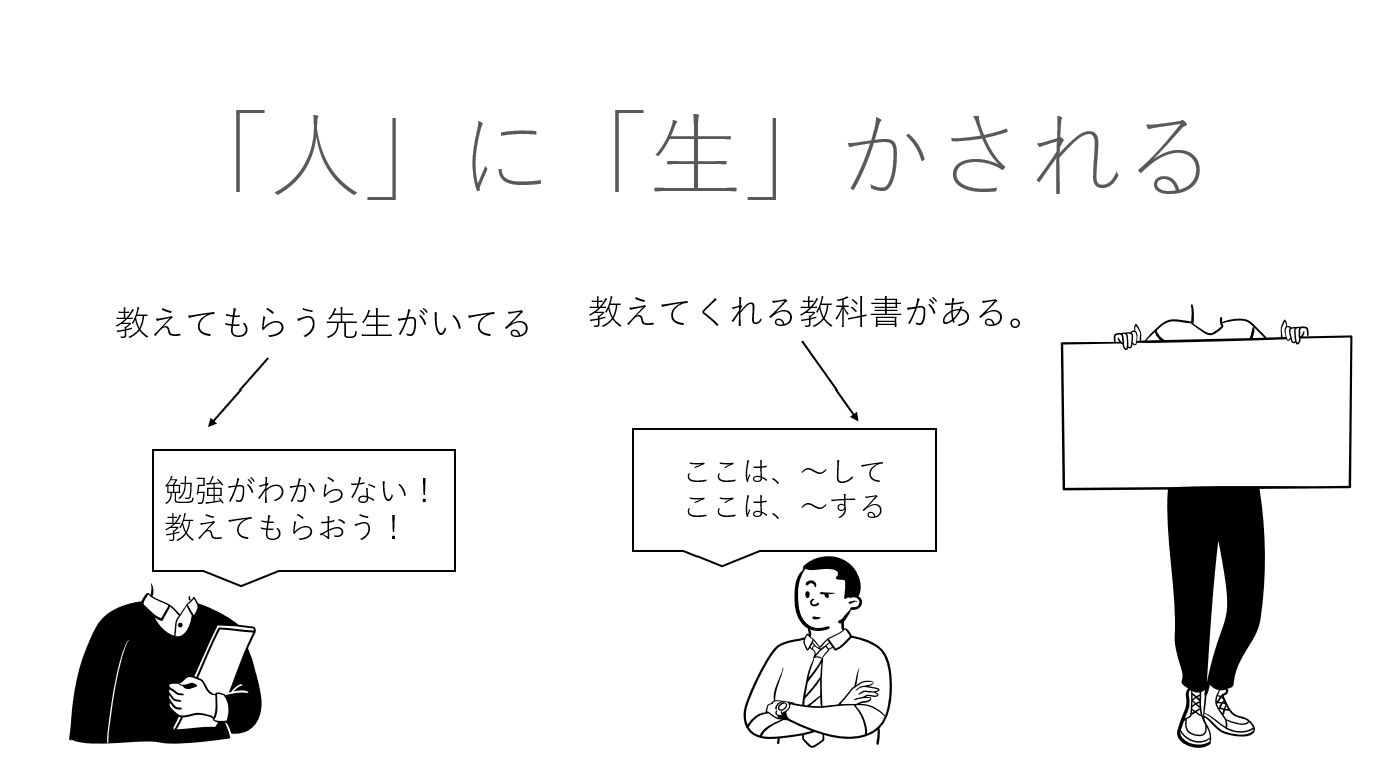 「人」に「生」かされる
教えてもらう先生がいてる
教えてくれる教科書がある。
勉強がわからない！
教えてもらおう！
ここは、～して
ここは、～する